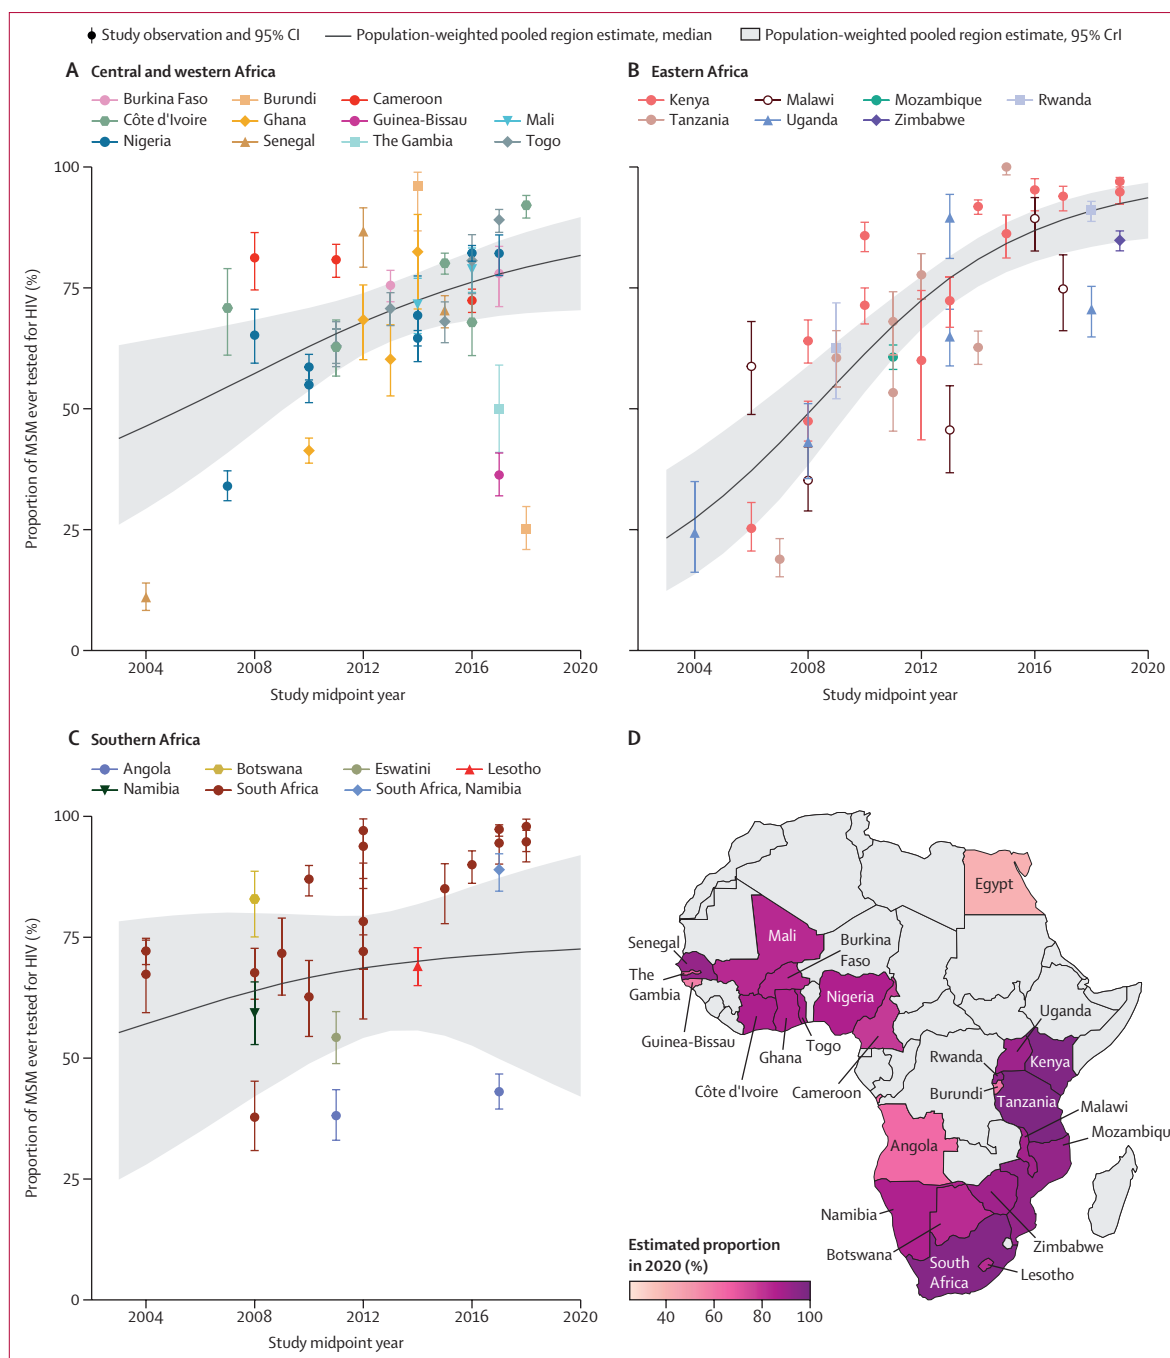 Study observation and 95% CI
Population-weighted pooled region estimate, median
Population-weighted pooled region estimate, 95% CrI
A Central and western Africa
Burkina Faso
Burundi
Cameroon
Côte d'Ivoire
Ghana
Guinea-Bissau
Mali
Nigeria
Senegal
The Gambia
Togo
Proportion of MSM ever tested for HIV (%)
100
75
50
25
0
2004
2008
2012
2016
2020
Study midpoint year
B Eastern Africa
Kenya
Malawi
Mozambique
Rwanda
Tanzania
Uganda
Zimbabwe
2004
2008
2012
2016
2020
Study midpoint year
C Southern Africa
Angola
Botswana
Eswatini
Lesotho
Namibia
South Africa
South Africa, Namibia
Proportion of MSM ever tested for HIV (%)
100
75
50
25
0
2004
2008
2012
2016
2020
Study midpoint year
D
Egypt
Mali
Senegal
Burkina
Faso
The
Gambia
Nigeria
Uganda
Guinea-Bissau
Togo
Ghana
Rwanda
Kenya
Côte d'Ivoire
Cameroon
Burundi
Tanzania
Malawi
Mozambiqu
Angola
Namibia
Botswana
Zimbabwe
South
Africa
Lesotho
Estimated proportion
in 2020 (%)
40
60
80
100